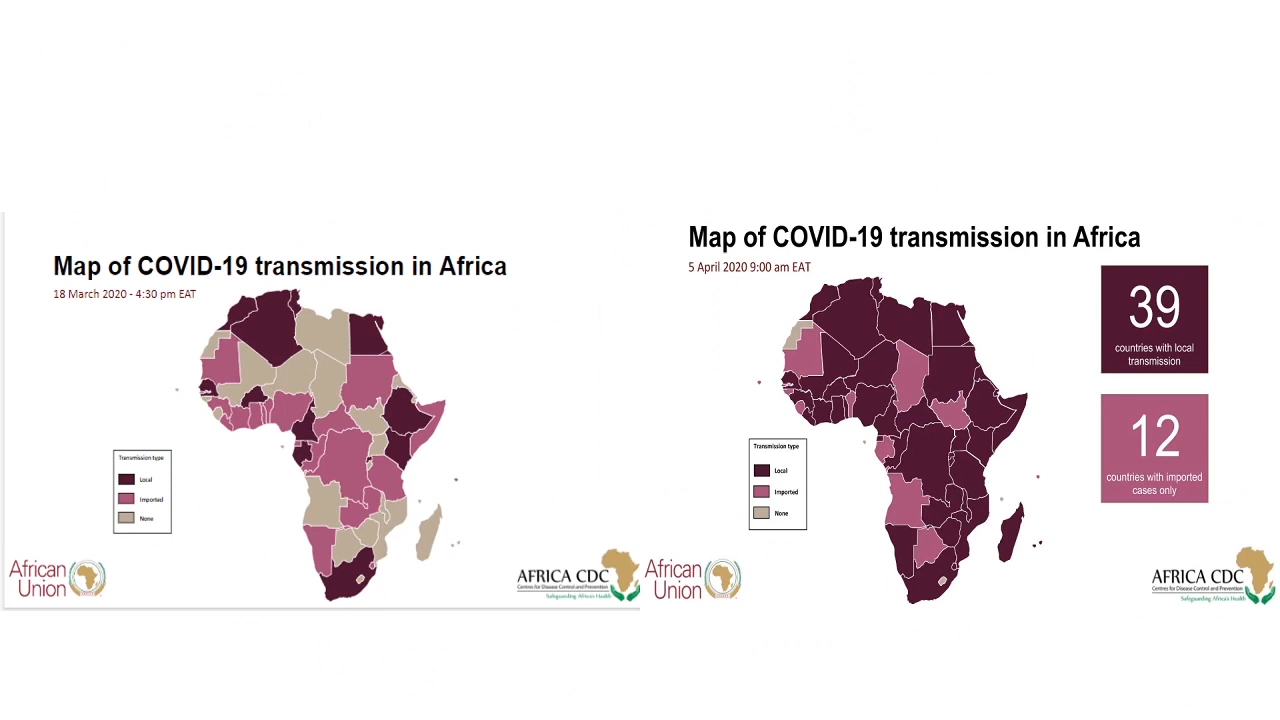 Map of COVID-19 transmission in Africa
18 March 2020 - 4:30 pm EAT
Transmission type
Local
Imported
None
African
Union
AFRICA CDC
Centres for Disease Control and Prevention
Safeguarding Africa's Health
Map of COVID-19 transmission in Africa
5 April 2020 9:00 am EAT
39
countries with local
transmission
12
countries with imported
cases only
Transmission type
Local
Imported
None
African
Union
AFRICA CDC
Centres for Disease Control and Prevention
Safeguarding Africa's Health